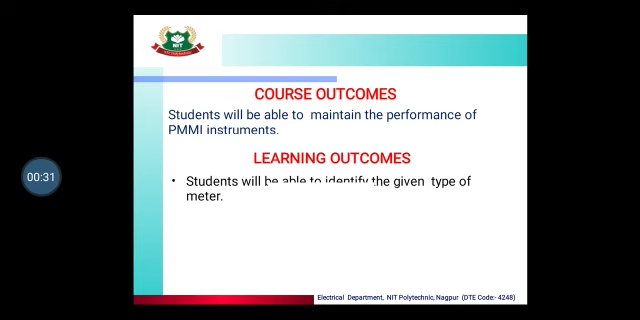 NIT
COURSE OUTCOMES
Students will be able to maintain the performance of
PMMI instruments.
LEARNING OUTCOMES
• Students will be able to identify the given type of
meter.
00:31
Electrical Department, NIT Polytechnic, Nagpur (DTE Code:- 4248)